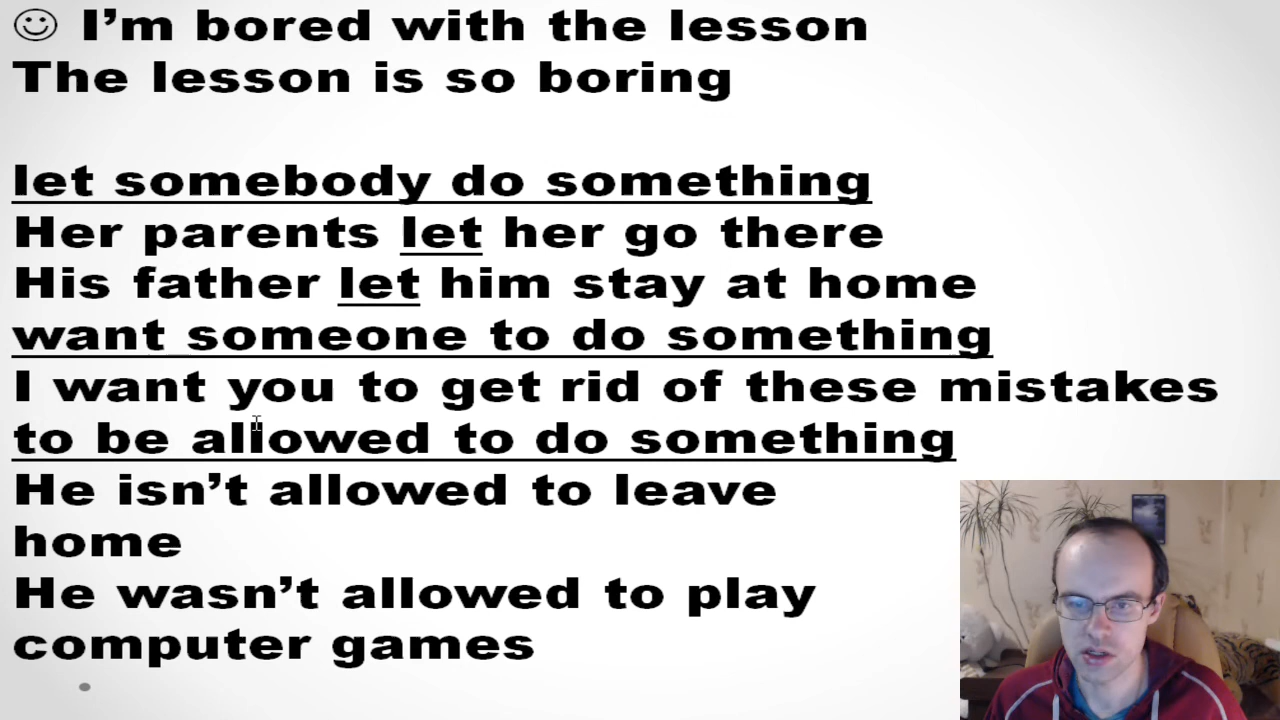 ☺ I’m bored with the lesson
The lesson is so boring
let somebody do something
Her parents let her go there
His father let him stay at home
want someone to do something
I want you to get rid of these mistakes
to be allowed to do something
He isn’t allowed to leave
home
He wasn’t allowed to play
computer games